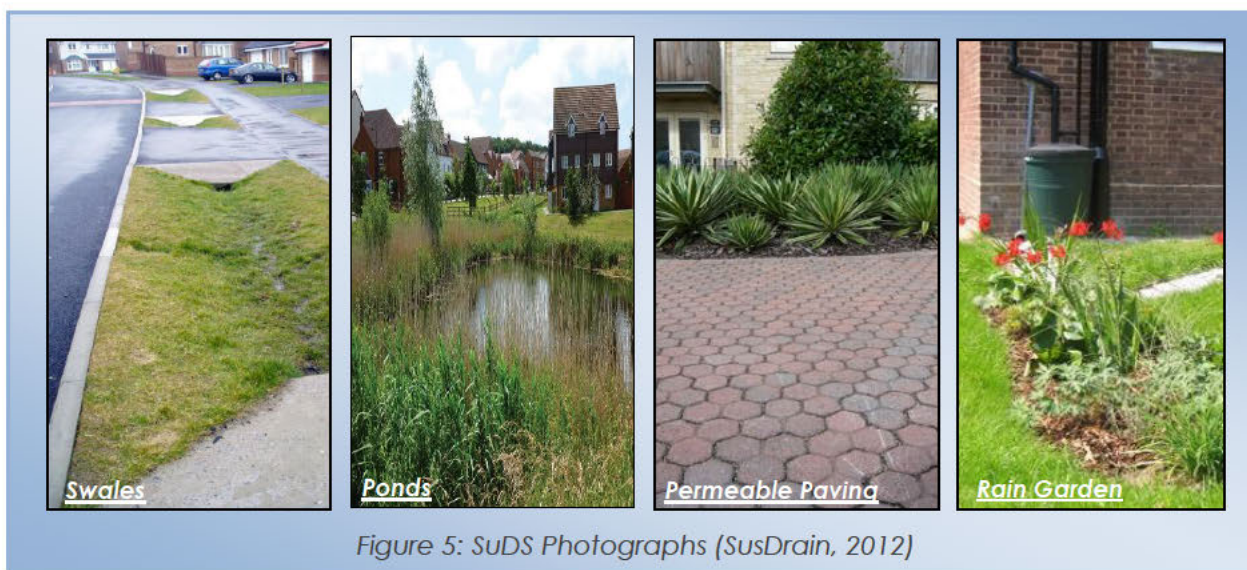 Swales
Ponds
Permeable Paving
Rain Garden
Figure 5: SuDS Photographs (SusDrain, 2012)